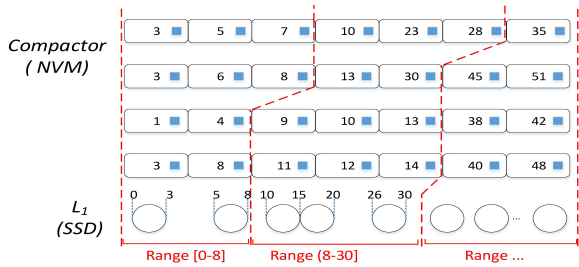 3 5 7 10 23 28 35
Compactor
( NVM)
3 6 8 13 30 45 51
1 4 9 10 13 38 42
3 8 11 12 14 40 48
0 3 5 8 10 15 20 26 30
L1
(SSD)
...
Range [0-8] Range (8-30] Range ...